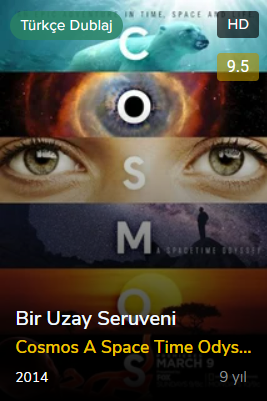 IN TIME, SPACE AND LIFE
Türkçe Dublaj
HD
9.5
C
O
S
M
O
S
A SPACETIME ODYSSEY
MARCH 9
Bir Uzay Seruveni
Cosmos A Space Time Odys...
2014
9 yıl